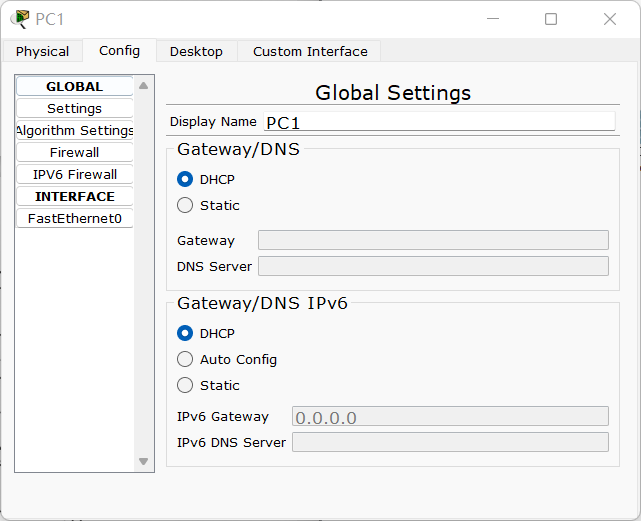 PC1
Physical Config Desktop Custom Interface
GLOBAL
Settings
Algorithm Settings
Firewall
IPV6 Firewall
INTERFACE
FastEthernet0
Global Settings
Display Name PC1
Gateway/DNS
DHCP
Static
Gateway
DNS Server
Gateway/DNS IPv6
DHCP
Auto Config
Static
IPv6 Gateway 0.0.0.0
IPv6 DNS Server